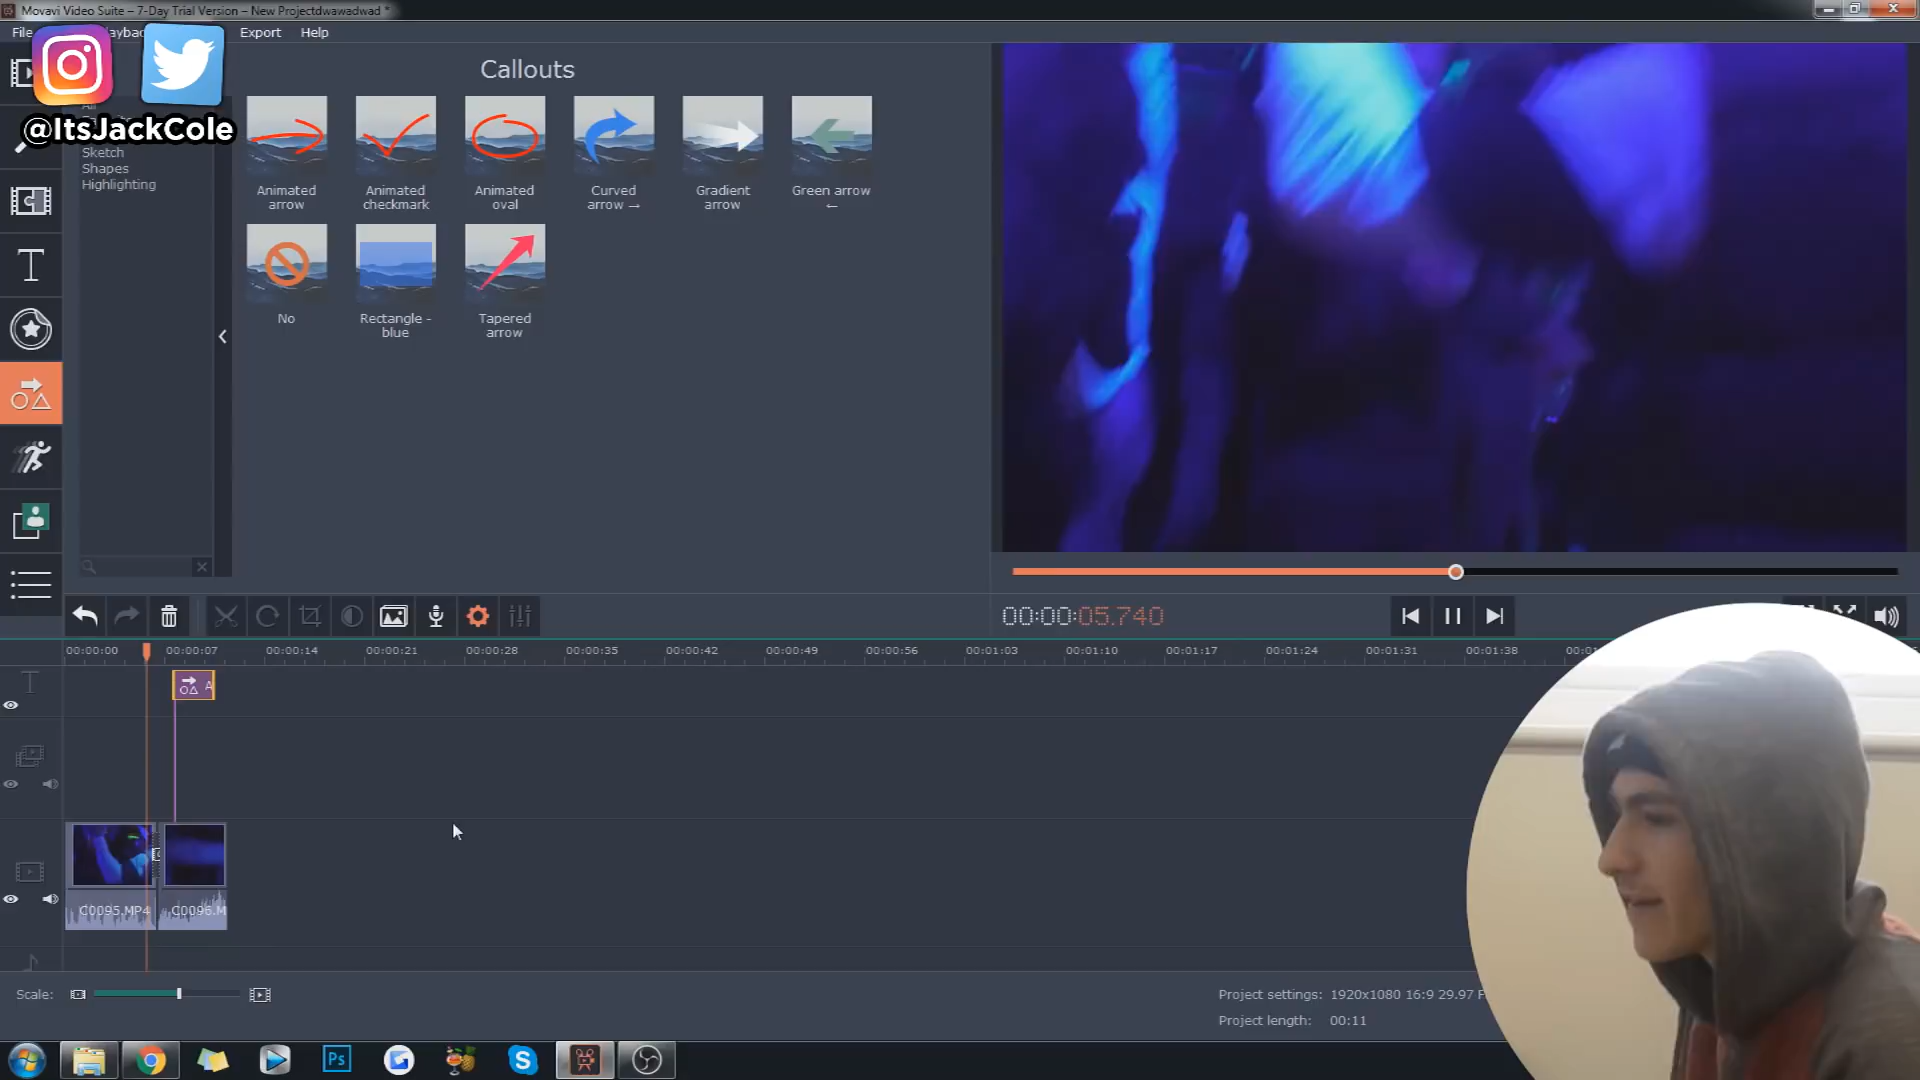 Movavi Video Suite – 7-Day Trial Version – New Projectdwawadwad *
File
Export
Help
@ItsJackCole
Callouts
Sketch
Shapes
Highlighting
Animated arrow
Animated checkmark
Animated oval
Curved arrow →
Gradient arrow
Green arrow ←
No
Rectangle - blue
Tapered arrow
00:00:05.740
00:00:00
00:00:07
00:00:14
00:00:21
00:00:28
00:00:35
00:00:42
00:00:49
00:00:56
00:01:03
00:01:10
00:01:17
00:01:24
00:01:31
00:01:38
C0095.MP4
C0096.M
Scale:
Project settings: 1920x1080 16:9 29.97 F
Project length: 00:11
Ps